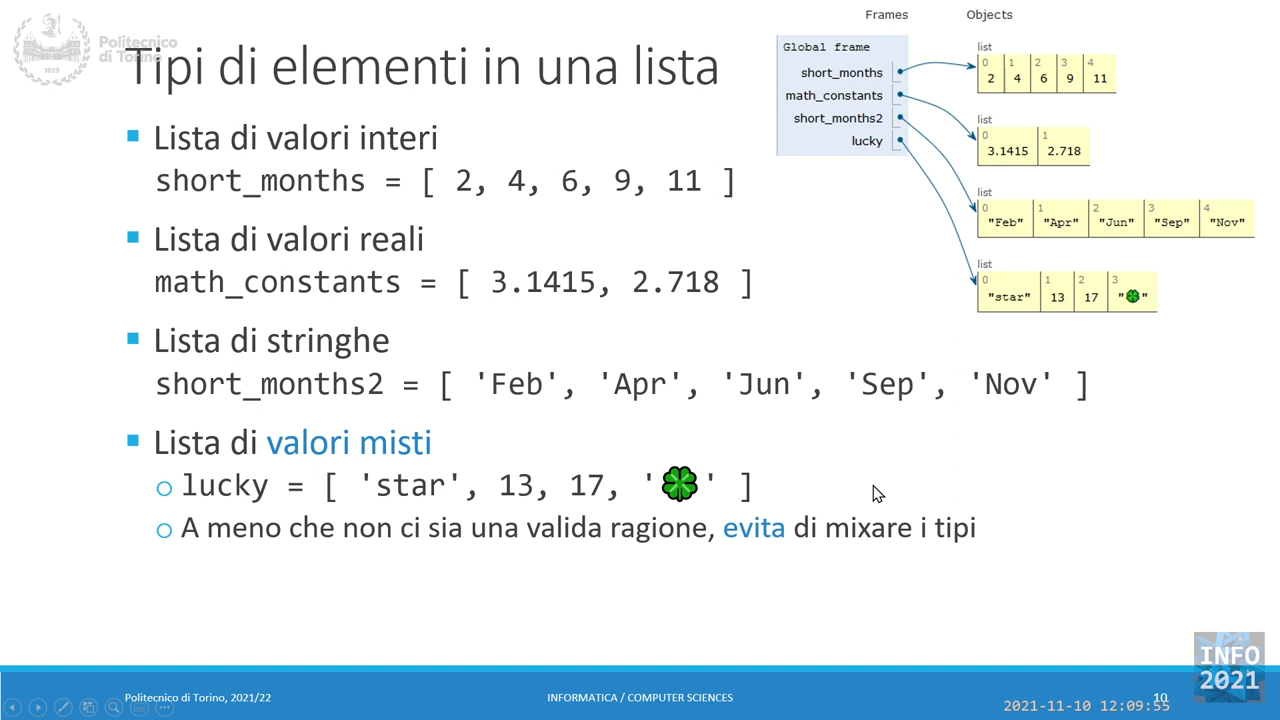 Politecnico
di Torino
1859
Tipi di elementi in una lista
▪ Lista di valori interi
short_months = [ 2, 4, 6, 9, 11 ]
▪ Lista di valori reali
math_constants = [ 3.1415, 2.718 ]
▪ Lista di stringhe
short_months2 = [ 'Feb', 'Apr', 'Jun', 'Sep', 'Nov' ]
▪ Lista di valori misti
o lucky = [ 'star', 13, 17, '🍀' ]
o A meno che non ci sia una valida ragione, evita di mixare i tipi
Frames Objects
Global frame
short_months
math_constants
short_months2
lucky
list
0 1 2 3 4
2 4 6 9 11
list
0 1
3.1415 2.718
list
0 1 2 3 4
"Feb" "Apr" "Jun" "Sep" "Nov"
list
0 1 2 3
"star" 13 17 "🍀"
Politecnico di Torino, 2021/22 INFORMATICA / COMPUTER SCIENCES 10
INFO
2021
2021-11-10 12:09:55